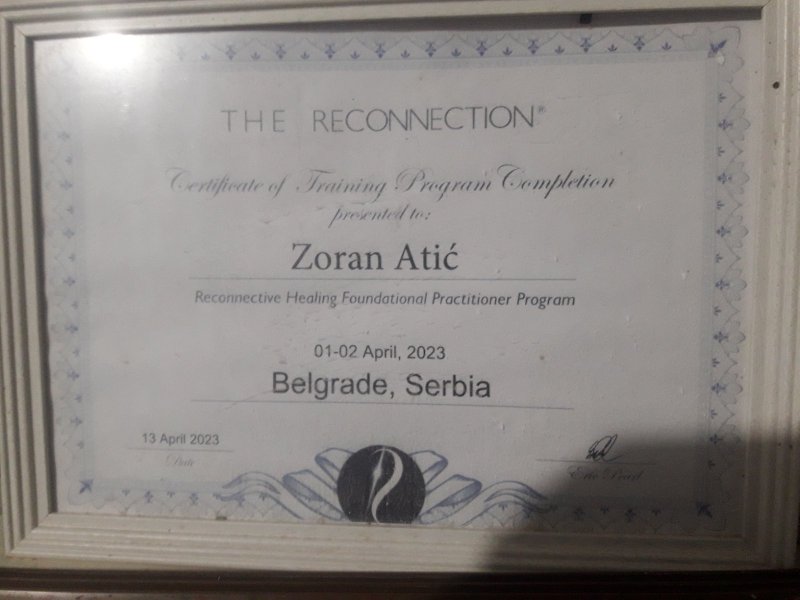 THE RECONNECTION®
Certificate of Training Program Completion
presented to:
Zoran Atić
Reconnective Healing Foundational Practitioner Program
01-02 April, 2023
Belgrade, Serbia
13 April 2023
Date
Eric Pearl